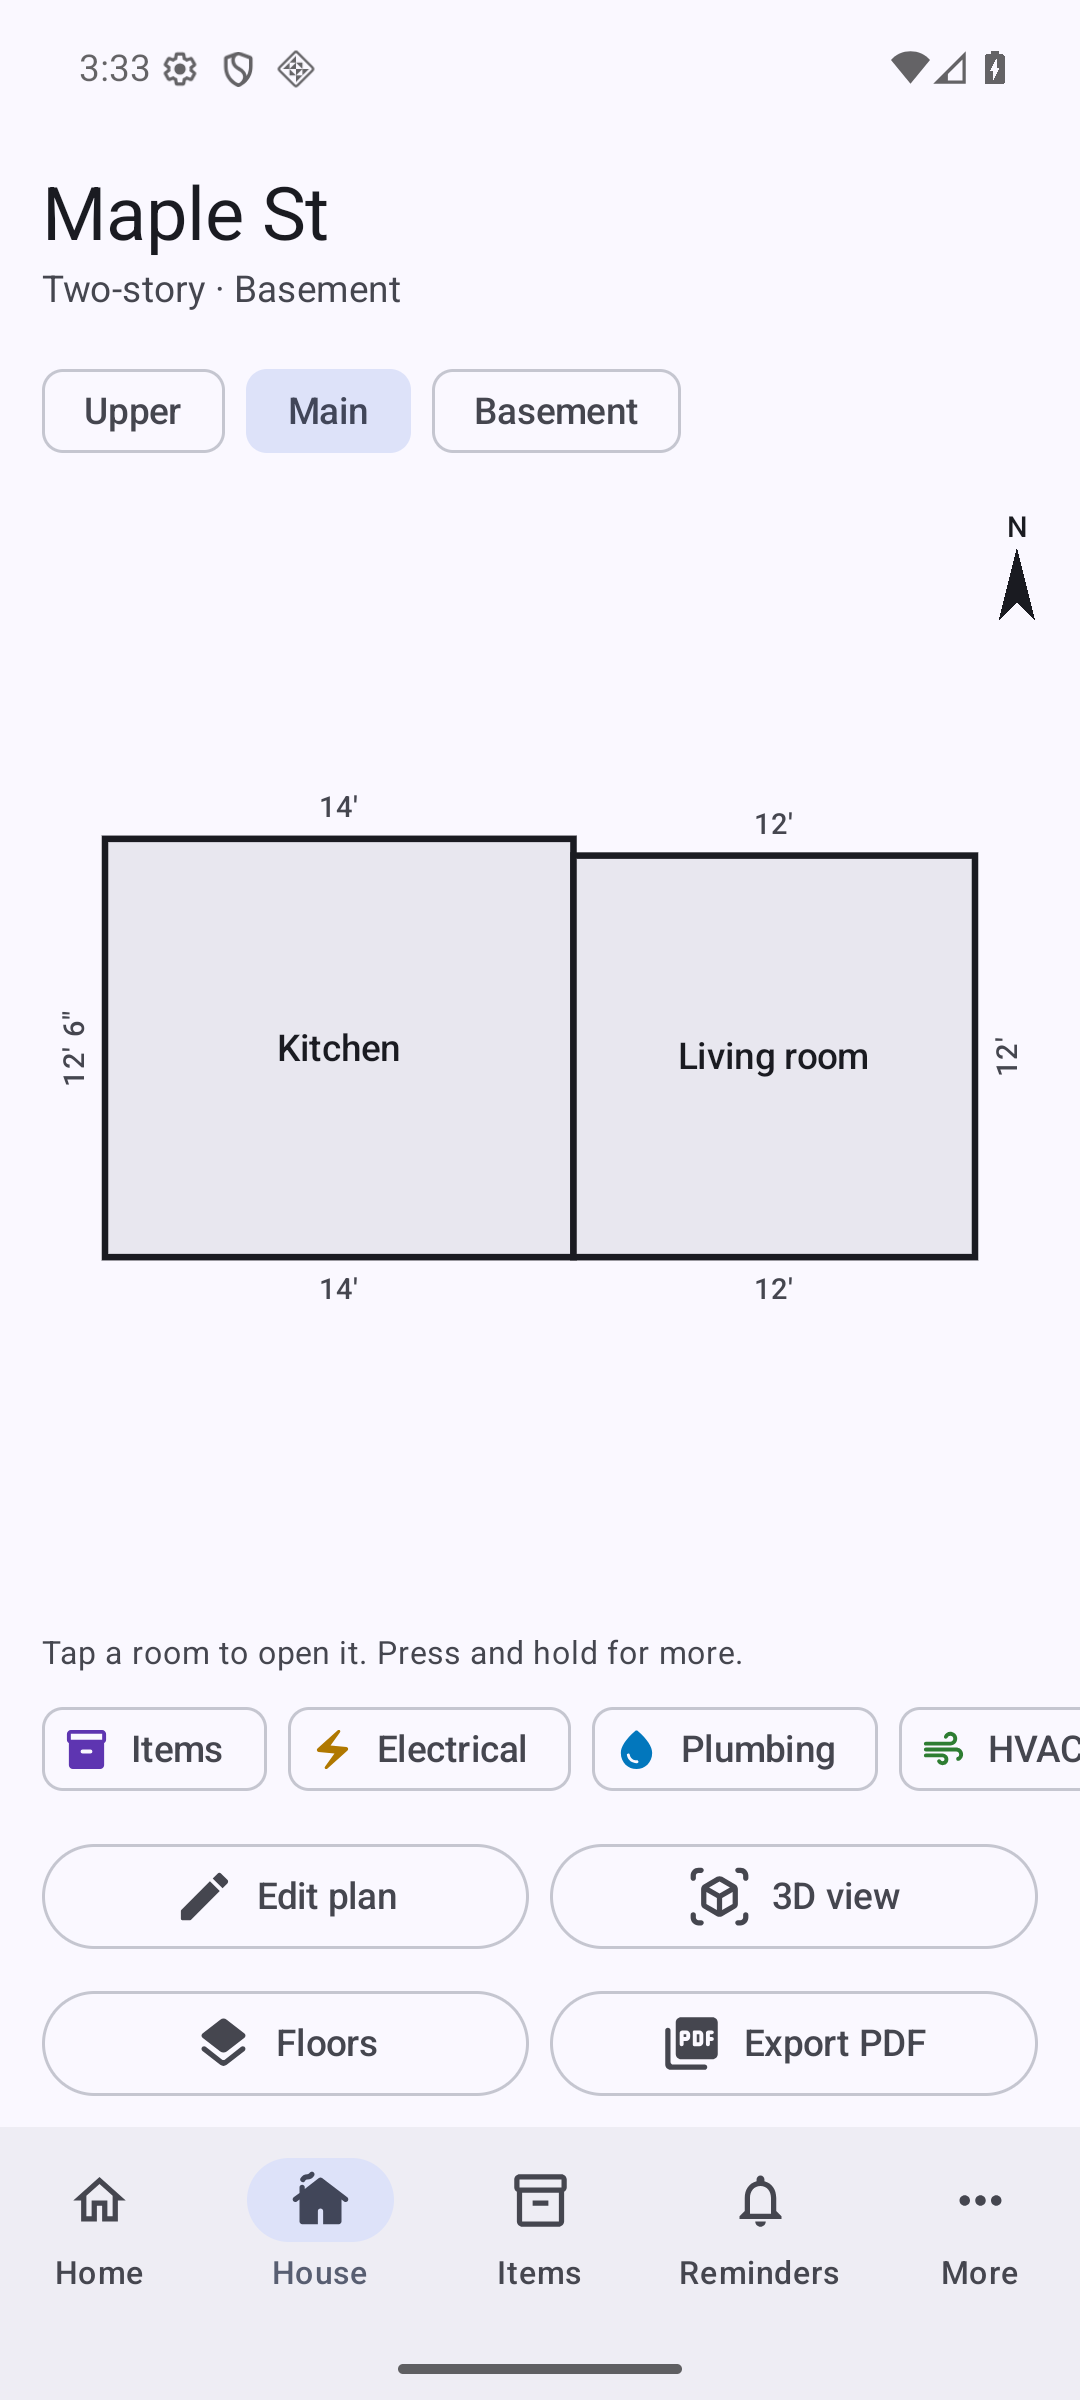 3:33
Maple St
Two-story · Basement
Upper Main Basement
N
14'
12'
12' 6"
Kitchen
Living room
12'
14'
12'
Tap a room to open it. Press and hold for more.
Items Electrical Plumbing HVAC
Edit plan 3D view
Floors PDF Export PDF
Home House Items Reminders More